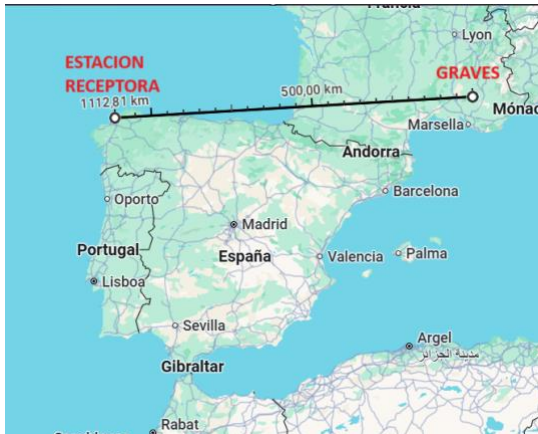 Francia
Lyon
ESTACION
RECEPTORA
GRAVES
1112,81 km
500,00 km
Mónac
Marsella
Andorra
Oporto
Barcelona
Madrid
Portugal
España
Valencia
Palma
Lisboa
Sevilla
Argel
مدينة الجزائر
Gibraltar
Rabat